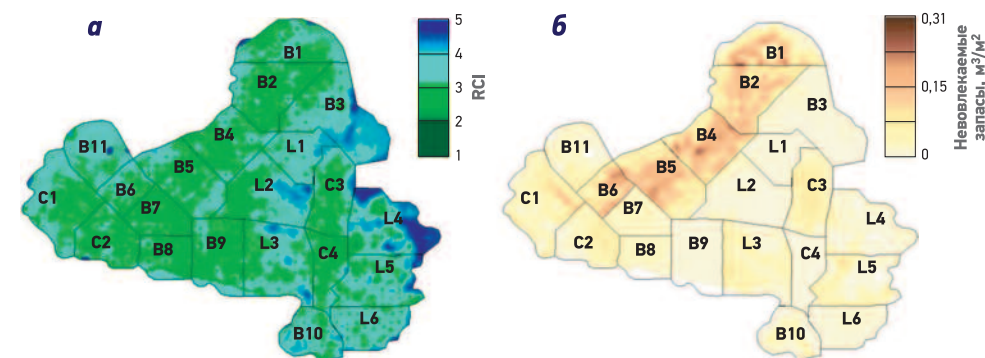 а
B1
B2
B3
B4
L1
B11
B5
B6
L2
C3
C1
B7
L4
C2
B8
B9
L3
C4
L5
B10
L6
5
4
3
2
1
RCI
б
B1
B2
B3
B4
L1
B11
B5
B6
L2
C3
C1
B7
L4
C2
B8
B9
L3
C4
L5
B10
L6
0,31
0,15
0
Невовлекаемые
запасы. м³/м²